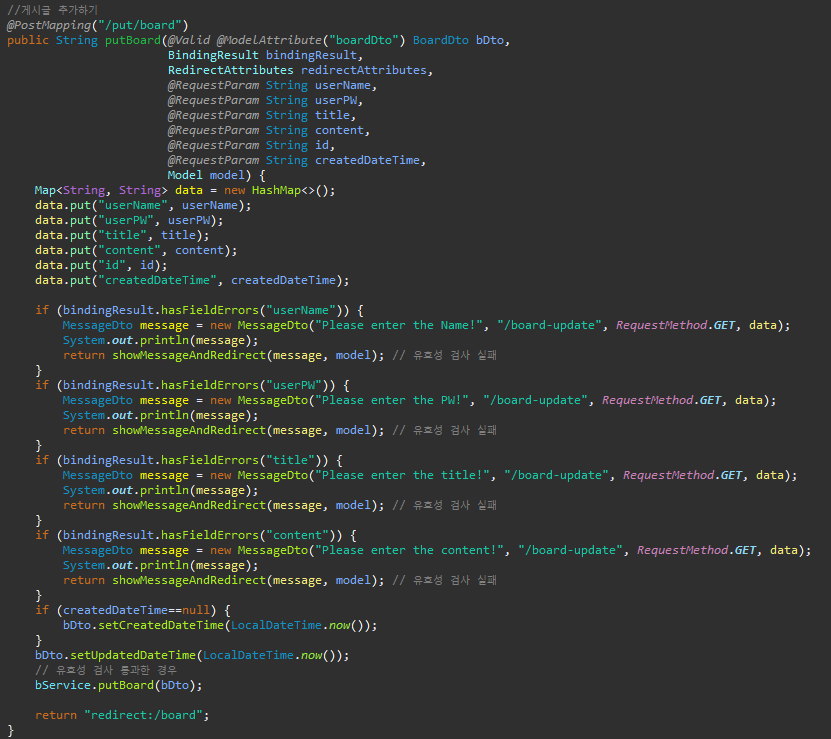 //게시글 추가하기
@PostMapping("/put/board")
public String putBoard(@Valid @ModelAttribute("boardDto") BoardDto bDto,
                       BindingResult bindingResult,
                       RedirectAttributes redirectAttributes,
                       @RequestParam String userName,
                       @RequestParam String userPW,
                       @RequestParam String title,
                       @RequestParam String content,
                       @RequestParam String id,
                       @RequestParam String createdDateTime,
                       Model model) {
    Map<String, String> data = new HashMap<>();
    data.put("userName", userName);
    data.put("userPW", userPW);
    data.put("title", title);
    data.put("content", content);
    data.put("id", id);
    data.put("createdDateTime", createdDateTime);

    if (bindingResult.hasFieldErrors("userName")) {
        MessageDto message = new MessageDto("Please enter the Name!", "/board-update", RequestMethod.GET, data);
        System.out.println(message);
        return showMessageAndRedirect(message, model); // 유효성 검사 실패
    }
    if (bindingResult.hasFieldErrors("userPW")) {
        MessageDto message = new MessageDto("Please enter the PW!", "/board-update", RequestMethod.GET, data);
        System.out.println(message);
        return showMessageAndRedirect(message, model); // 유효성 검사 실패
    }
    if (bindingResult.hasFieldErrors("title")) {
        MessageDto message = new MessageDto("Please enter the title!", "/board-update", RequestMethod.GET, data);
        System.out.println(message);
        return showMessageAndRedirect(message, model); // 유효성 검사 실패
    }
    if (bindingResult.hasFieldErrors("content")) {
        MessageDto message = new MessageDto("Please enter the content!", "/board-update", RequestMethod.GET, data);
        System.out.println(message);
        return showMessageAndRedirect(message, model); // 유효성 검사 실패
    }
    if (createdDateTime==null) {
        bDto.setCreatedDateTime(LocalDateTime.now());
    }
    bDto.setUpdatedDateTime(LocalDateTime.now());
    // 유효성 검사 통과한 경우
    bService.putBoard(bDto);

    return "redirect:/board";
}